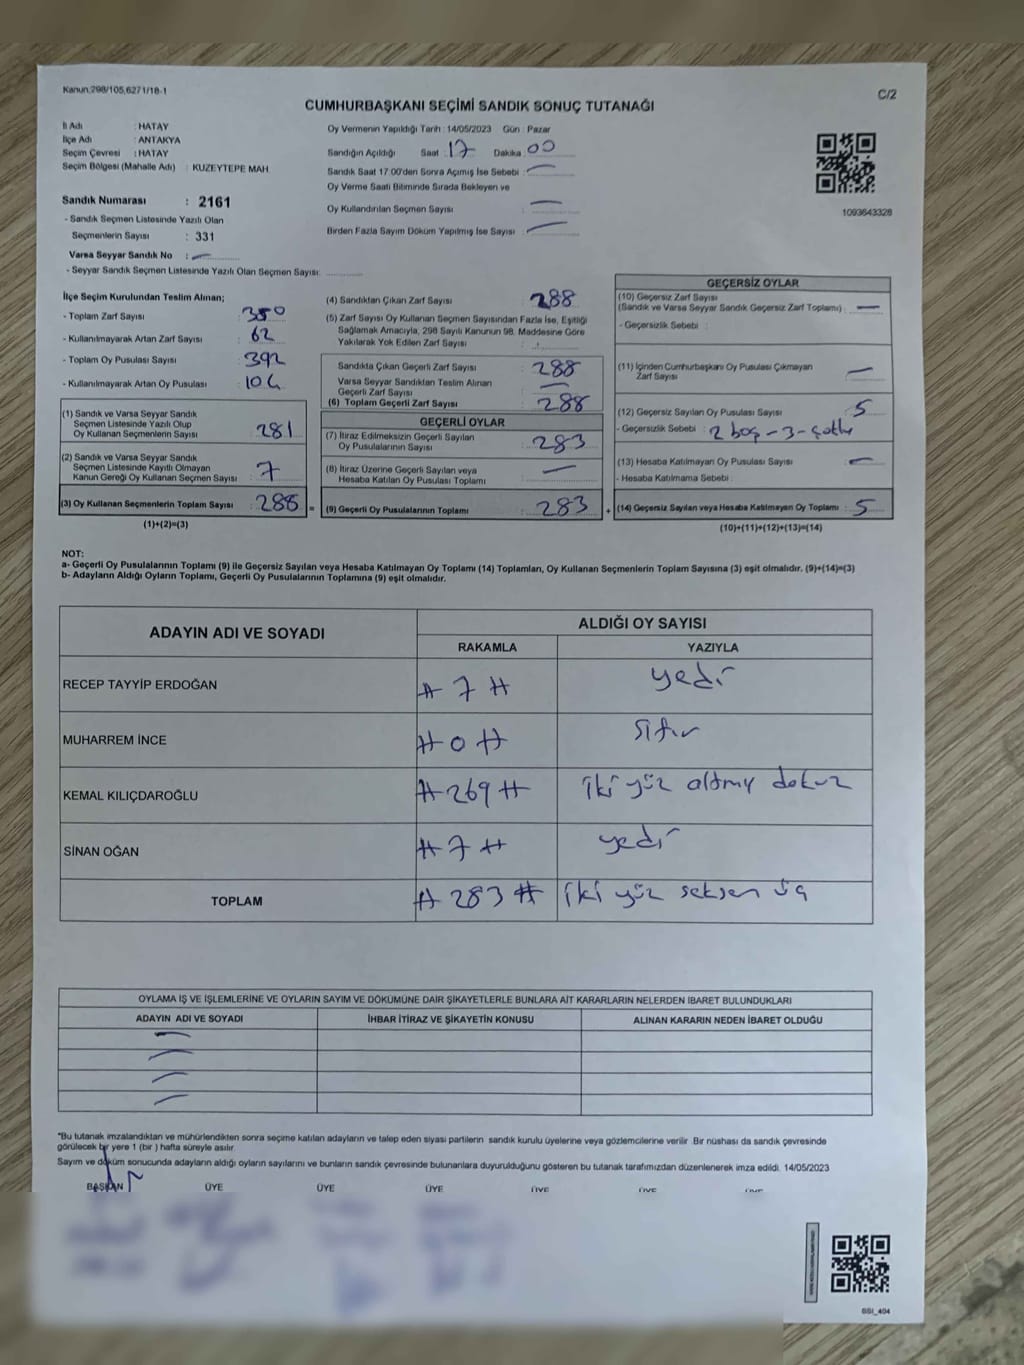 Kanun:298/105,6271/18-1
C/2
CUMHURBAŞKANI SEÇİMİ SANDIK SONUÇ TUTANAĞI
İl Adı : HATAY
İlçe Adı : ANTAKYA
Seçim Çevresi : HATAY
Seçim Bölgesi (Mahalle Adı) : KUZEYTEPE MAH
Sandık Numarası : 2161
- Sandık Seçmen Listesinde Yazılı Olan
Seçmenlerin Sayısı : 331
Varsa Seyyar Sandık No : —
- Seyyar Sandık Seçmen Listesinde Yazılı Olan Seçmen Sayısı:
Oy Vermenin Yapıldığı Tarih : 14/05/2023 Gün : Pazar
Sandığın Açıldığı Saat : 17 Dakika : 00
Sandık Saat 17:00'den Sonra Açımış İse Sebebi : —
Oy Verme Saati Bitiminde Sırada Bekleyen ve
Oy Kullandırılan Seçmen Sayısı : —
Birden Fazla Sayım Döküm Yapılmış İse Sayısı : —
1093643328
İlçe Seçim Kurulundan Teslim Alınan;
- Toplam Zarf Sayısı : 350
- Kullanılmayarak Artan Zarf Sayısı : 62
- Toplam Oy Pusulası Sayısı : 392
- Kullanılmayarak Artan Oy Pusulası : 104
(1) Sandık ve Varsa Seyyar Sandık
Seçmen Listesinde Yazılı Olup
Oy Kullanan Seçmenlerin Sayısı : 281
(2) Sandık ve Varsa Seyyar Sandık
Seçmen Listesinde Kayıtlı Olmayan
Kanun Gereği Oy Kullanan Seçmen Sayısı : 7
(3) Oy Kullanan Seçmenlerin Toplam Sayısı : 288 =
(1)+(2)=(3)
(4) Sandıktan Çıkan Zarf Sayısı : 288
(5) Zarf Sayısı Oy Kullanan Seçmen Sayısından Fazla İse, Eşitliği
Sağlamak Amacıyla, 298 Sayılı Kanunun 98. Maddesine Göre
Yakılarak Yok Edilen Zarf Sayısı :
Sandıkta Çıkan Geçerli Zarf Sayısı : 288
Varsa Seyyar Sandıktan Teslim Alınan
Geçerli Zarf Sayısı : —
(6) Toplam Geçerli Zarf Sayısı : 288
GEÇERLİ OYLAR
(7) İtiraz Edilmeksizin Geçerli Sayılan
Oy Pusulalarının Sayısı : 283
(8) İtiraz Üzerine Geçerli Sayılan veya
Hesaba Katılan Oy Pusulası Toplamı : —
(9) Geçerli Oy Pusulalarının Toplamı : 283 +
GEÇERSİZ OYLAR
(10) Geçersiz Zarf Sayısı
(Sandık ve Varsa Seyyar Sandık Geçersiz Zarf Toplamı) : —
- Geçersizlik Sebebi :
(11) İçinden Cumhurbaşkanı Oy Pusulası Çıkmayan
Zarf Sayısı : —
(12) Geçersiz Sayılan Oy Pusulası Sayısı : 5
- Geçersizlik Sebebi : 2 boş - 3 -
(13) Hesaba Katılmayan Oy Pusulası Sayısı : —
- Hesaba Katılmama Sebebi :
(14) Geçersiz Sayılan veya Hesaba Katılmayan Oy Toplamı : 5
(10)+(11)+(12)+(13)=(14)
NOT:
a- Geçerli Oy Pusulalarının Toplamı (9) ile Geçersiz Sayılan veya Hesaba Katılmayan Oy Toplamı (14) Toplamları, Oy Kullanan Seçmenlerin Toplam Sayısına (3) eşit olmalıdır. (9)+(14)=(3)
b- Adayların Aldığı Oyların Toplamı, Geçerli Oy Pusulalarının Toplamına (9) eşit olmalıdır.
ADAYIN ADI VE SOYADI
ALDIĞI OY SAYISI
RAKAMLA YAZIYLA
RECEP TAYYİP ERDOĞAN # 7 # yedi
MUHARREM İNCE # 0 # sıfır
KEMAL KILIÇDAROĞLU # 269 # iki yüz altmış dokuz
SİNAN OĞAN # 7 # yedi
TOPLAM # 283 # iki yüz seksen üç
OYLAMA İŞ VE İŞLEMLERİNE VE OYLARIN SAYIM VE DÖKÜMÜNE DAİR ŞİKAYETLERLE BUNLARA AİT KARARLARIN NELERDEN İBARET BULUNDUKLARI
ADAYIN ADI VE SOYADI İHBAR İTİRAZ VE ŞİKAYETİN KONUSU ALINAN KARARIN NEDEN İBARET OLDUĞU
—
—
—
—
"Bu tutanak imzalandıktan ve mühürlendikten sonra seçime katılan adayların ve talep eden siyasi partilerin sandık kurulu üyelerine veya gözlemcilerine verilir. Bir nüshası da sandık çevresinde
görülecek bir yere 1 (bir) hafta süreyle asılır.
Sayım ve döküm sonucunda adayların aldığı oyların sayılarını ve bunların sandık çevresinde bulunanlara duyurulduğunu gösteren bu tutanak tarafımızdan düzenlenerek imza edildi. 14/05/2023
BAŞKAN ÜYE ÜYE ÜYE ÜYE ÜYE ÜYE
BSI_404